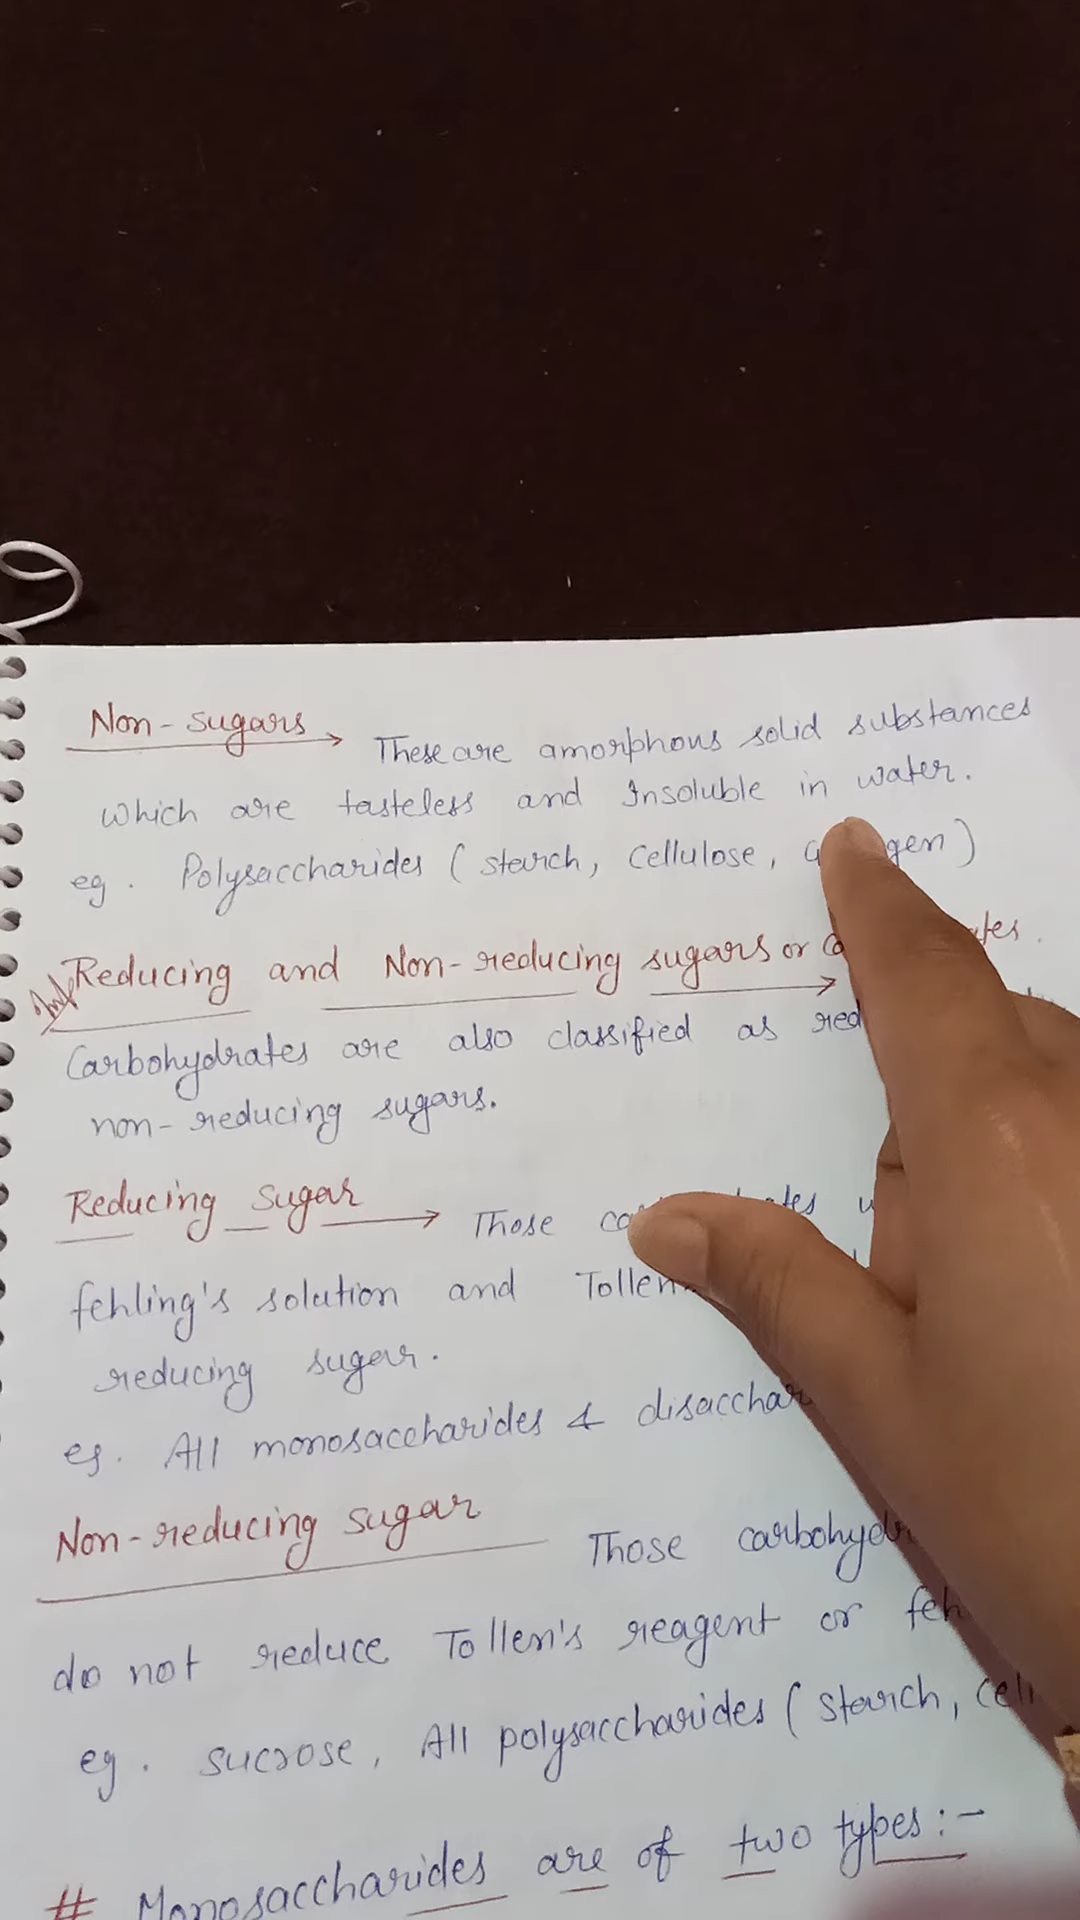 Non-sugars → These are amorphous solid substances
which are tasteless and Insoluble in water.
eg. Polysaccharides (starch, cellulose,
Reducing and Non-reducing sugars or
Carbohydrates are also classified as
non-reducing sugars.
Reducing sugar → Those
fehling's solution and
reducing sugar.
eg. All monosaccharides &
Non-reducing sugar Those
do not reduce Tollen's reagent or
eg. sucrose, All polysaccharides (starch,
# Monosaccharides are of two types:-